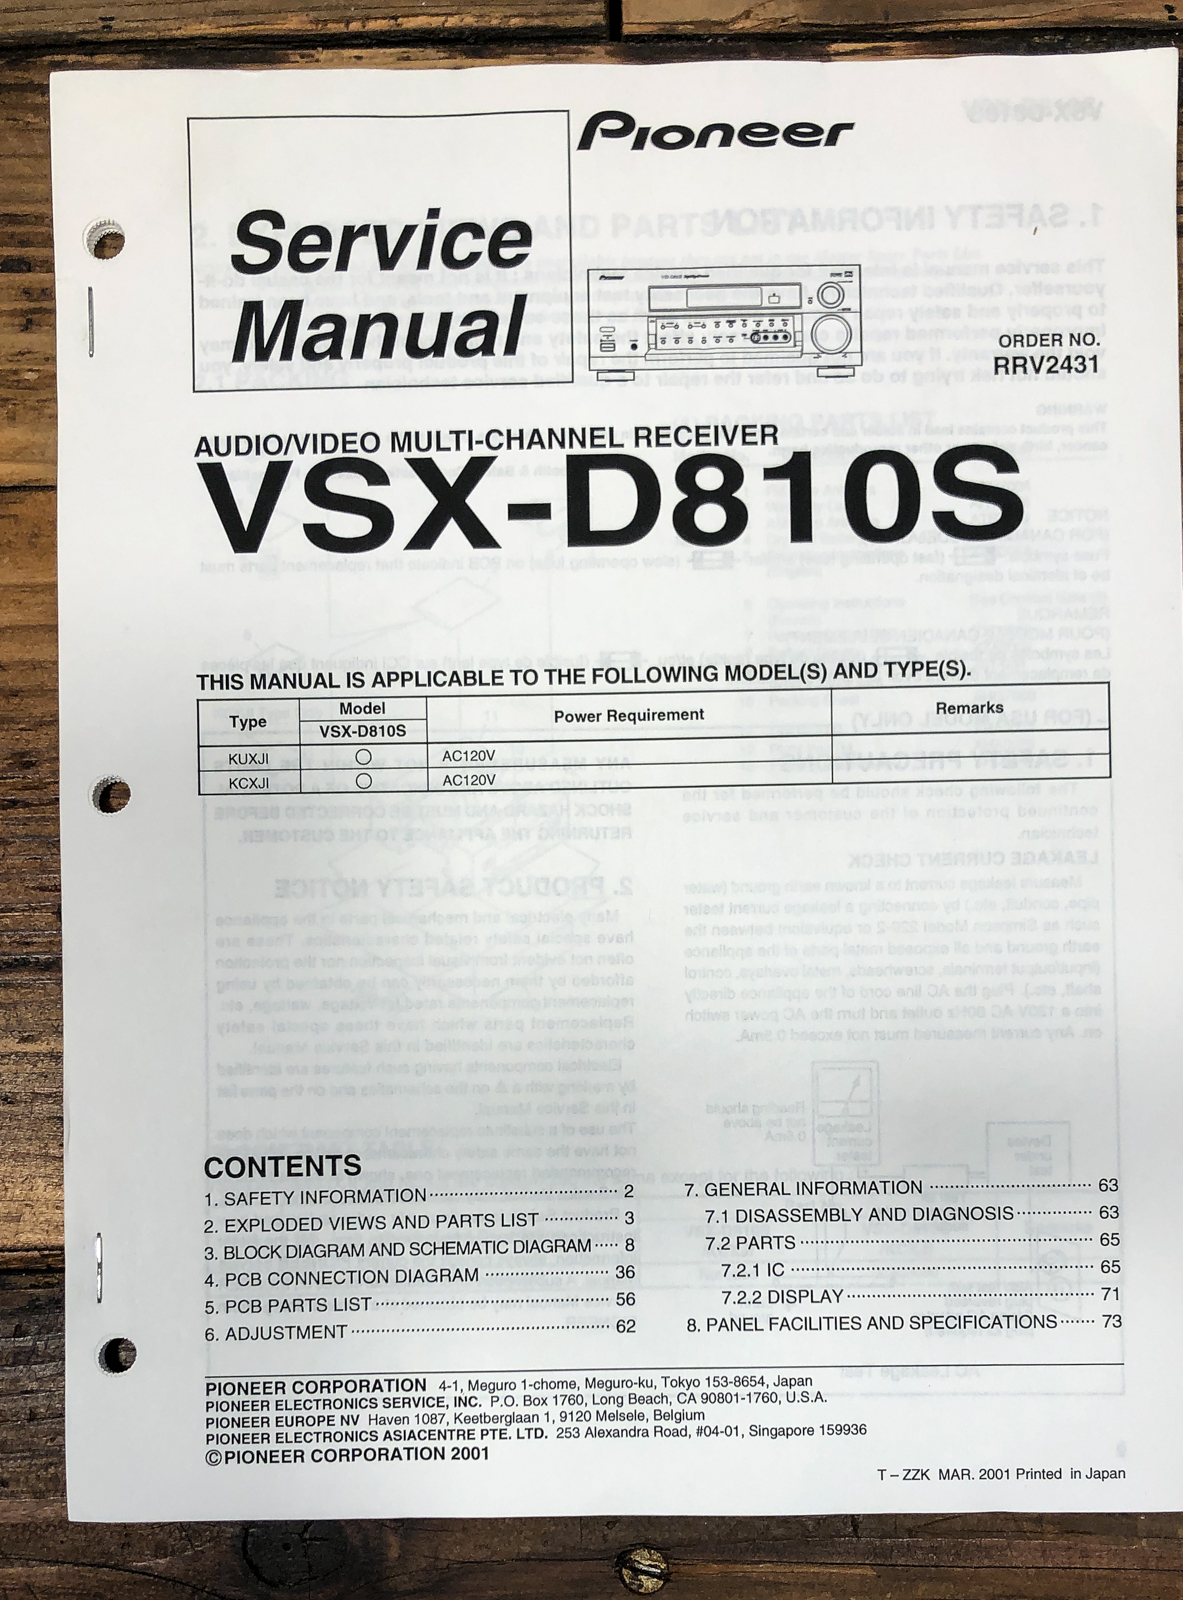 Pioneer
Service
Manual
ORDER NO.
RRV2431
AUDIO/VIDEO MULTI-CHANNEL RECEIVER
VSX-D810S
THIS MANUAL IS APPLICABLE TO THE FOLLOWING MODEL(S) AND TYPE(S).
Type Model Power Requirement Remarks
VSX-D810S
KUXJI ○ AC120V
KCXJI ○ AC120V
CONTENTS
1. SAFETY INFORMATION ········ 2
2. EXPLODED VIEWS AND PARTS LIST ········ 3
3. BLOCK DIAGRAM AND SCHEMATIC DIAGRAM ····· 8
4. PCB CONNECTION DIAGRAM ········ 36
5. PCB PARTS LIST ········ 56
6. ADJUSTMENT ········ 62
7. GENERAL INFORMATION ········ 63
7.1 DISASSEMBLY AND DIAGNOSIS ········ 63
7.2 PARTS ········ 65
7.2.1 IC ········ 65
7.2.2 DISPLAY ········ 71
8. PANEL FACILITIES AND SPECIFICATIONS ······· 73
PIONEER CORPORATION 4-1, Meguro 1-chome, Meguro-ku, Tokyo 153-8654, Japan
PIONEER ELECTRONICS SERVICE, INC. P.O. Box 1760, Long Beach, CA 90801-1760, U.S.A.
PIONEER EUROPE NV Haven 1087, Keetberglaan 1, 9120 Melsele, Belgium
PIONEER ELECTRONICS ASIACENTRE PTE. LTD. 253 Alexandra Road, #04-01, Singapore 159936
©PIONEER CORPORATION 2001
T – ZZK MAR. 2001 Printed in Japan